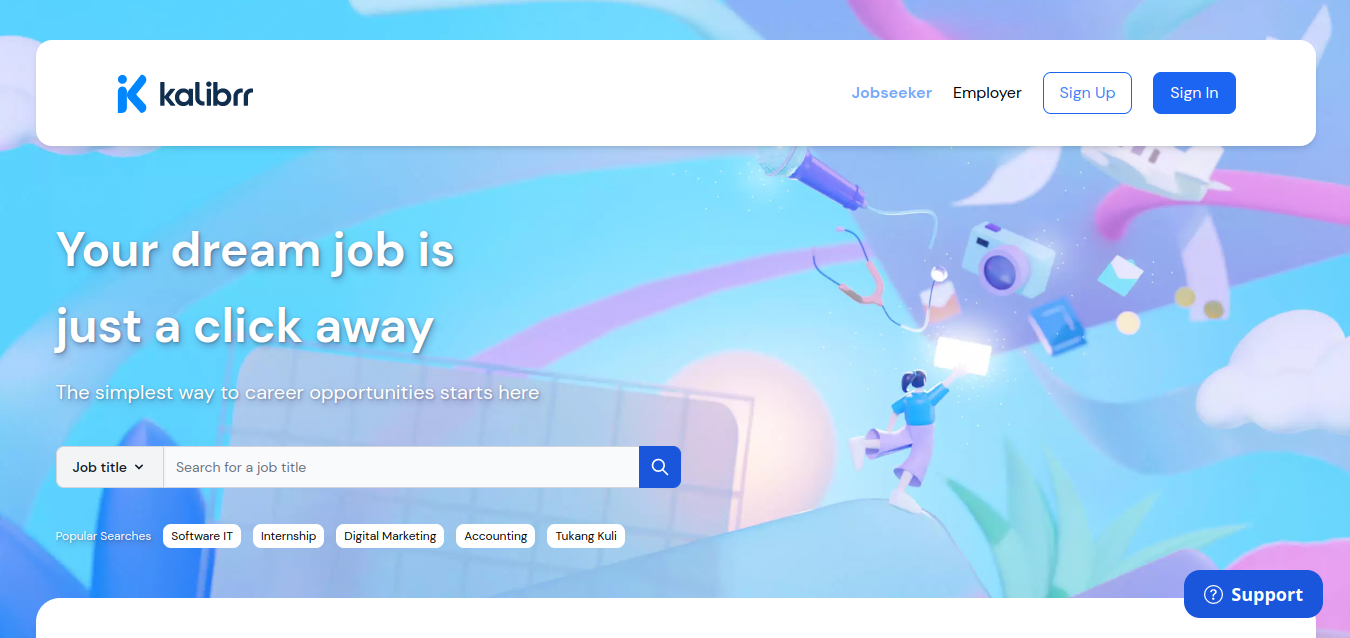 kalibrr
Jobseeker
Employer
Sign Up
Sign In
Your dream job is
just a click away
The simplest way to career opportunities starts here
Job title
Search for a job title
Popular Searches
Software IT
Internship
Digital Marketing
Accounting
Tukang Kuli
Support